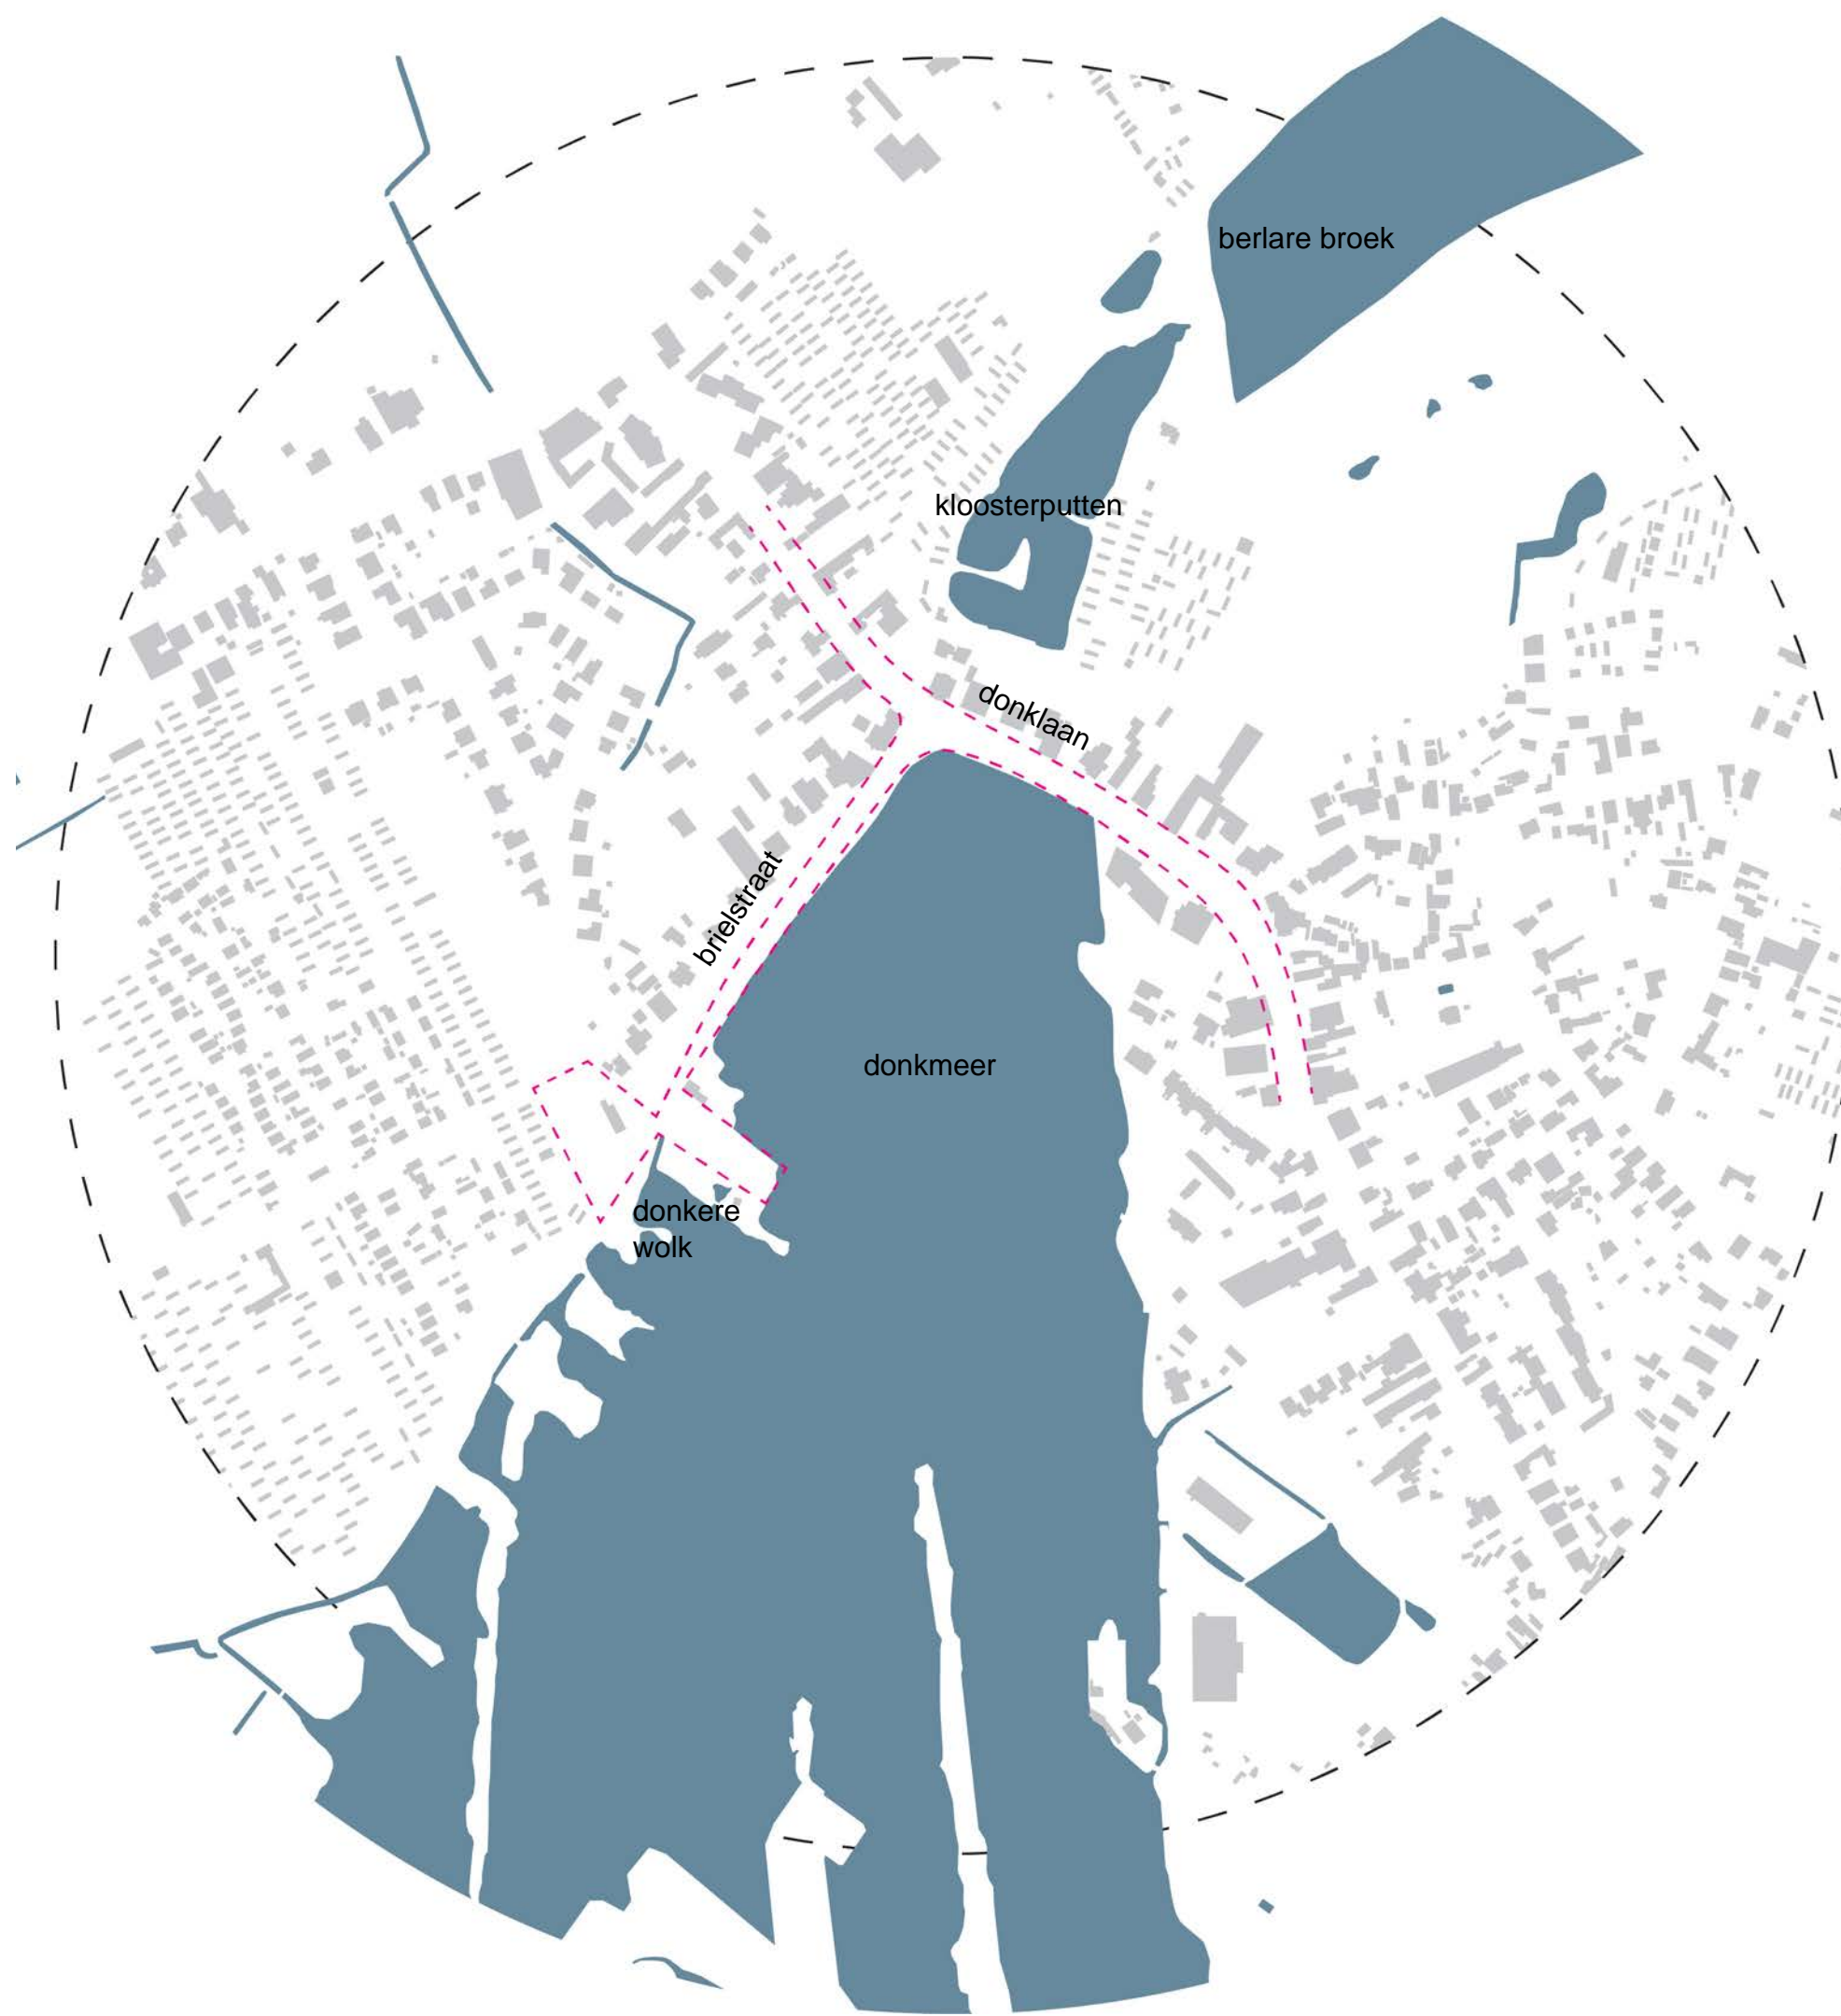 berlare broek
kloosterputten
donklaan
brielstraat
donkmeer
donkere
wolk